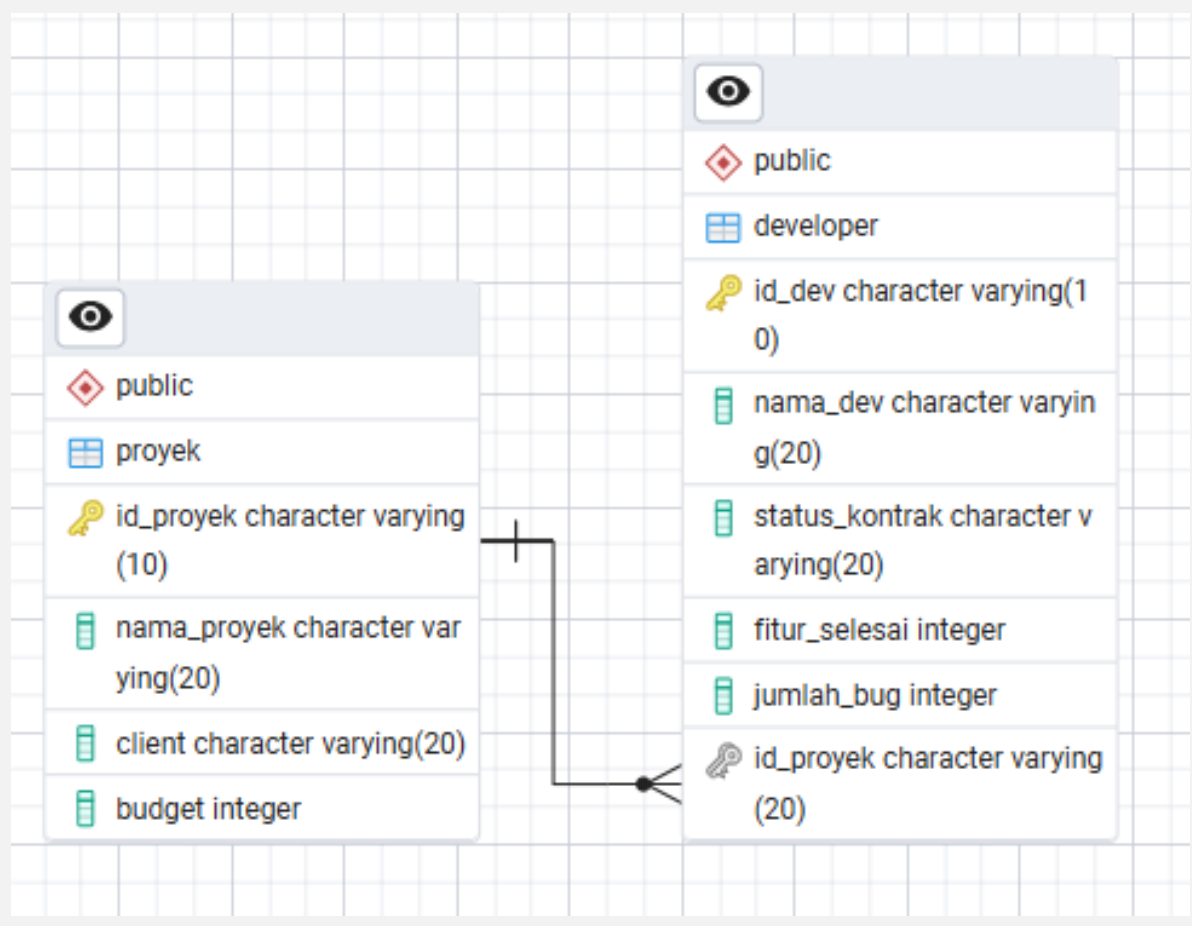 public
proyek
id_proyek character varying
(10)
nama_proyek character var
ying(20)
client character varying(20)
budget integer
public
developer
id_dev character varying(1
0)
nama_dev character varyin
g(20)
status_kontrak character v
arying(20)
fitur_selesai integer
jumlah_bug integer
id_proyek character varying
(20)